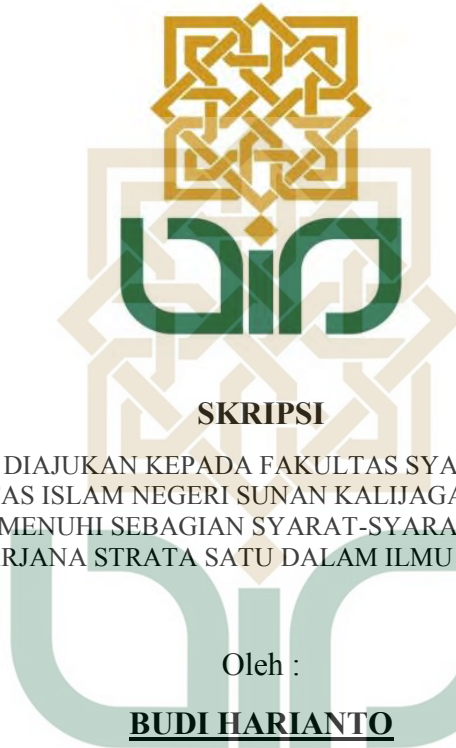 SKRIPSI
DIAJUKAN KEPADA FAKULTAS SYA
AS ISLAM NEGERI SUNAN KALIJAGA
MENUHI SEBAGIAN SYARAT-SYARA
RJANA STRATA SATU DALAM ILMU
Oleh :
BUDI HARIANTO